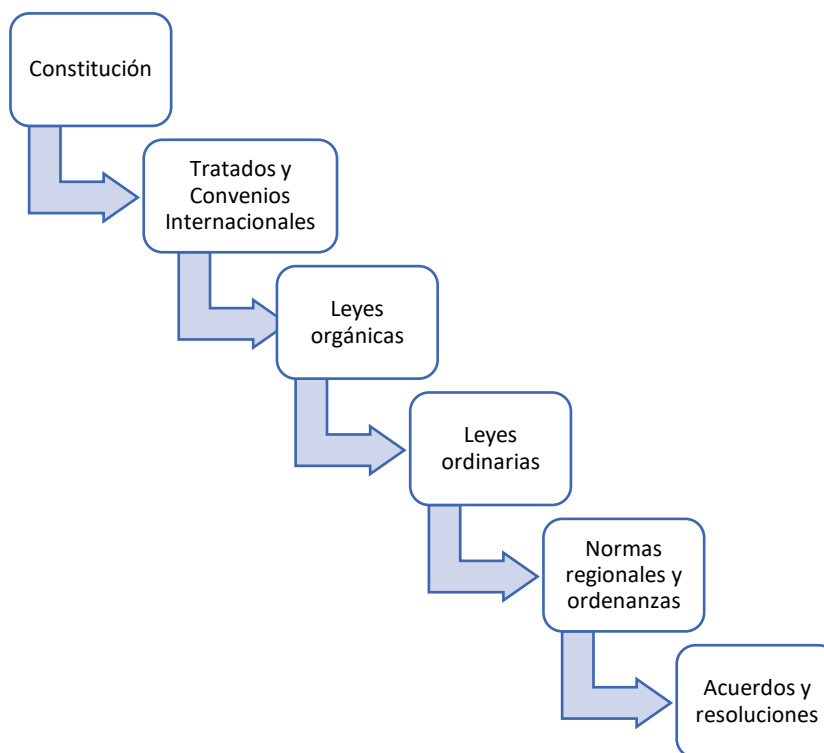 Constitución
Tratados y
Convenios
Internacionales
Leyes
orgánicas
Leyes
ordinarias
Normas
regionales y
ordenanzas
Acuerdos y
resoluciones